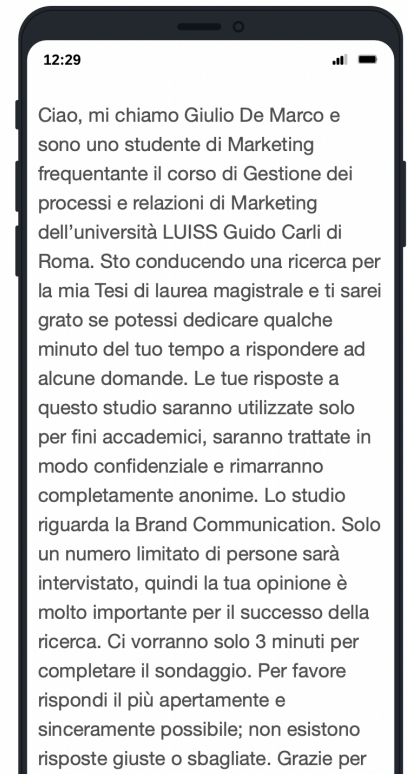 12:29
Ciao, mi chiamo Giulio De Marco e
sono uno studente di Marketing
frequentante il corso di Gestione dei
processi e relazioni di Marketing
dell’università LUISS Guido Carli di
Roma. Sto conducendo una ricerca per
la mia Tesi di laurea magistrale e ti sarei
grato se potessi dedicare qualche
minuto del tuo tempo a rispondere ad
alcune domande. Le tue risposte a
questo studio saranno utilizzate solo
per fini accademici, saranno trattate in
modo confidenziale e rimarranno
completamente anonime. Lo studio
riguarda la Brand Communication. Solo
un numero limitato di persone sarà
intervistato, quindi la tua opinione è
molto importante per il successo della
ricerca. Ci vorranno solo 3 minuti per
completare il sondaggio. Per favore
rispondi il più apertamente e
sinceramente possibile; non esistono
risposte giuste o sbagliate. Grazie per